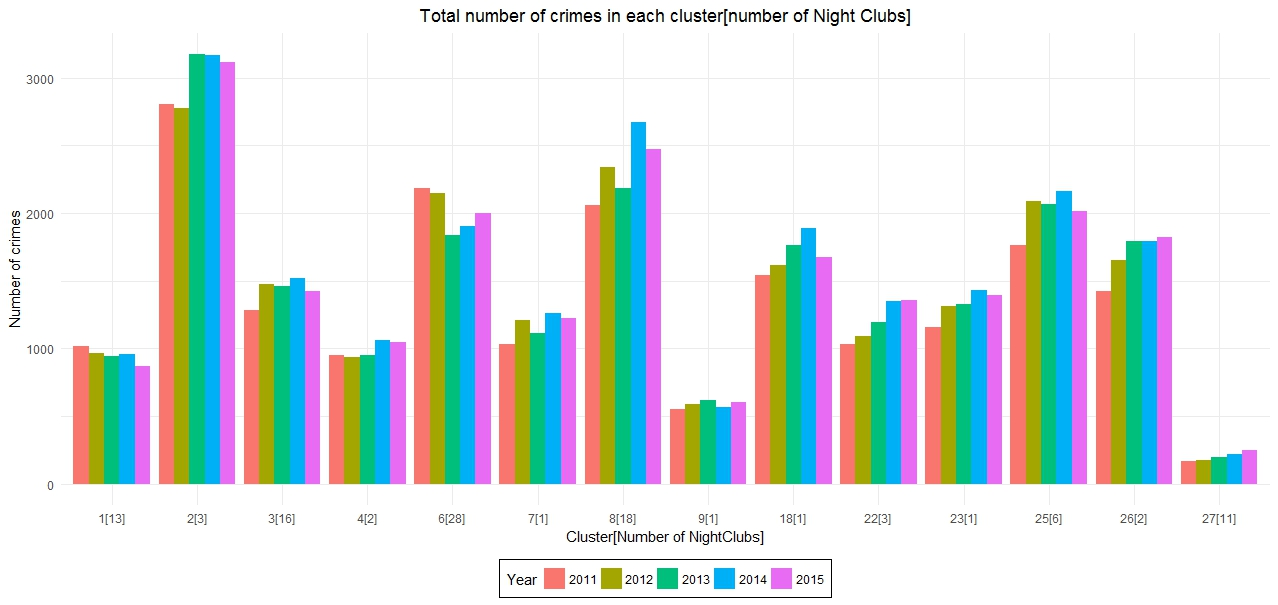 Total number of crimes in each cluster[number of Night Clubs]
Number of crimes
3000
2000
1000
0
1[13] 2[3] 3[16] 4[2] 6[28] 7[1] 8[18] 9[1] 18[1] 22[3] 23[1] 25[6] 26[2] 27[11]
Cluster[Number of NightClubs]
Year 2011 2012 2013 2014 2015